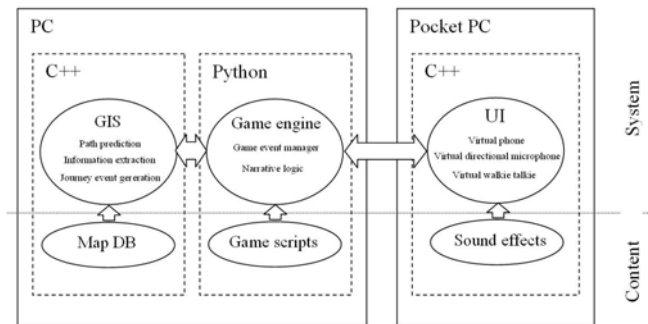 PC
Pocket PC
C++
Python
C++
GIS
Path prediction
Information extraction
Journey event gereration
Game engine
Game event manager
Narrative logic
UI
Virtual phone
Virtual directional microphone
Virtual walkie talkie
System
Map DB
Game scripts
Sound effects
Content